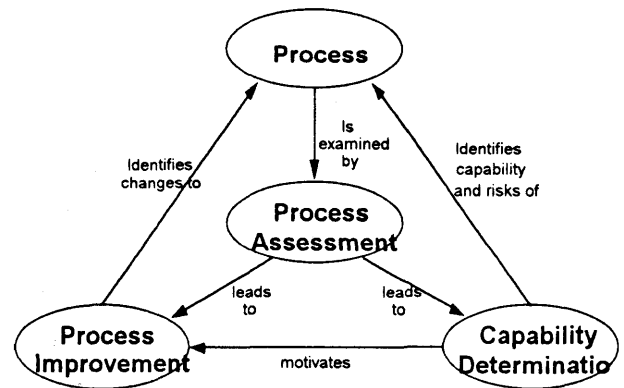 Process
Is
examined
by
Identifies
changes to
Identifies
capability
and risks of
Process
Assessment
leads
to
leads
to
Process
Improvement
motivates
Capability
Determinatio